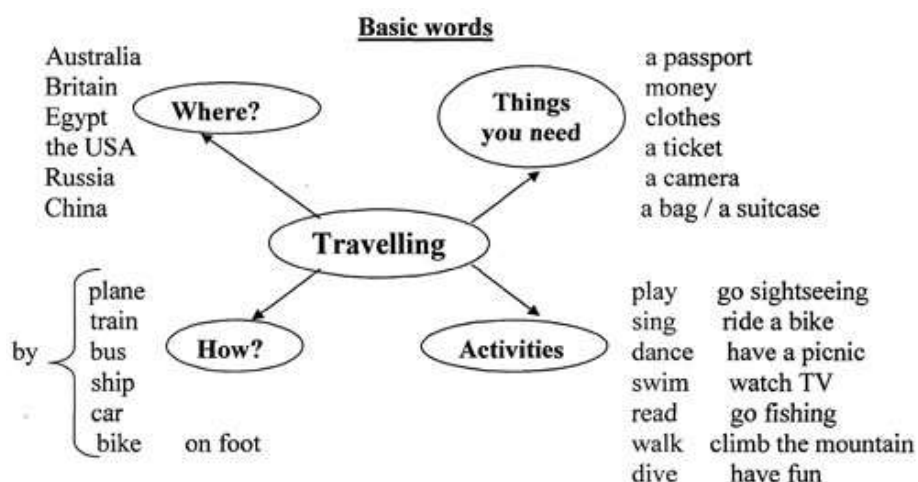 Basic words
Australia
Britain
Egypt
the USA
Russia
China
Where?
Things
you need
a passport
money
clothes
a ticket
a camera
a bag / a suitcase
Travelling
by
plane
train
bus
ship
car
bike on foot
How?
Activities
play go sightseeing
sing ride a bike
dance have a picnic
swim watch TV
read go fishing
walk climb the mountain
dive have fun